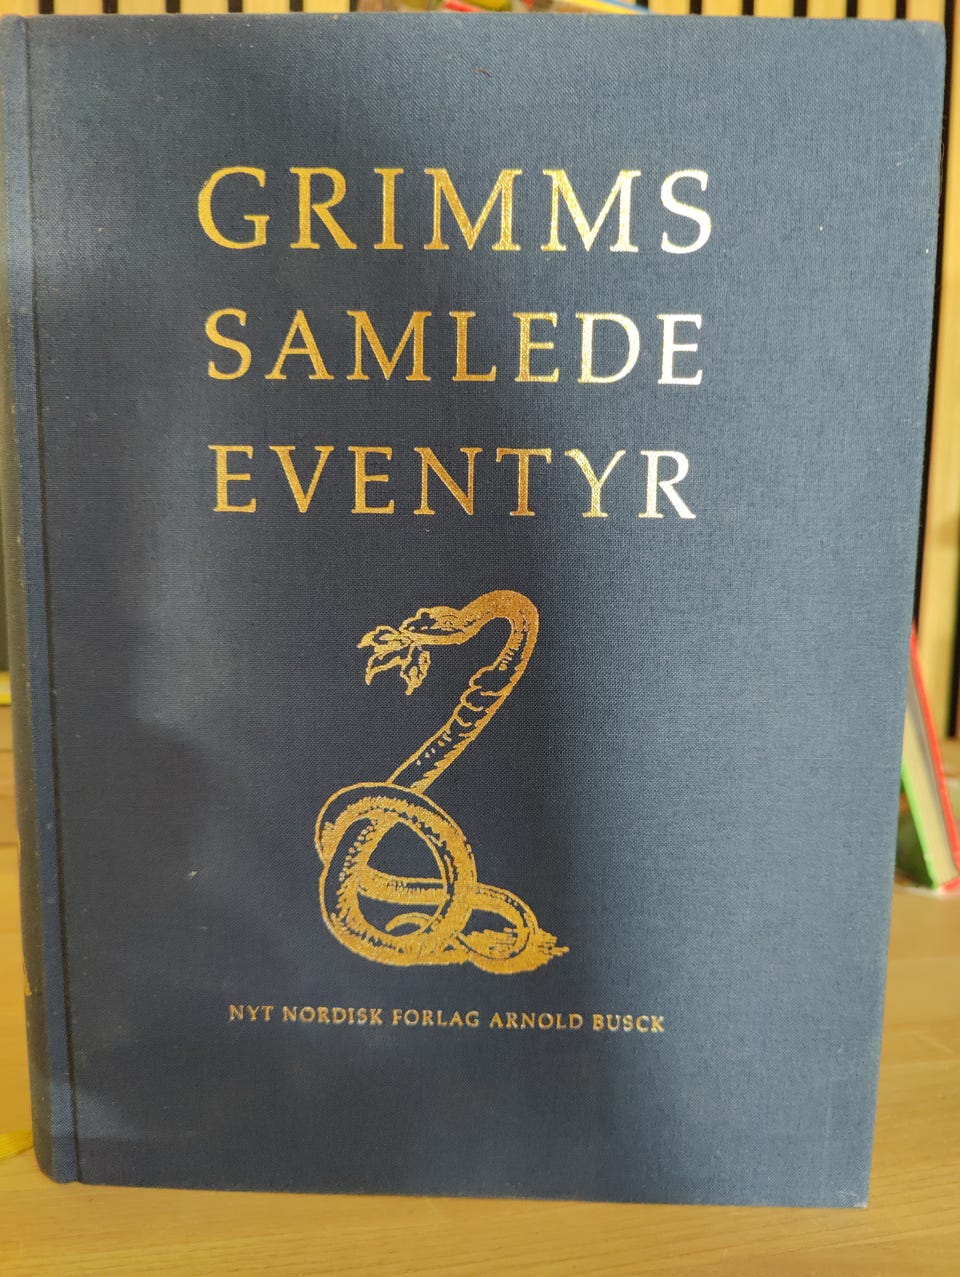 GRIMMS
SAMLEDE
EVENTYR
NYT NORDISK FORLAG ARNOLD BUSCK